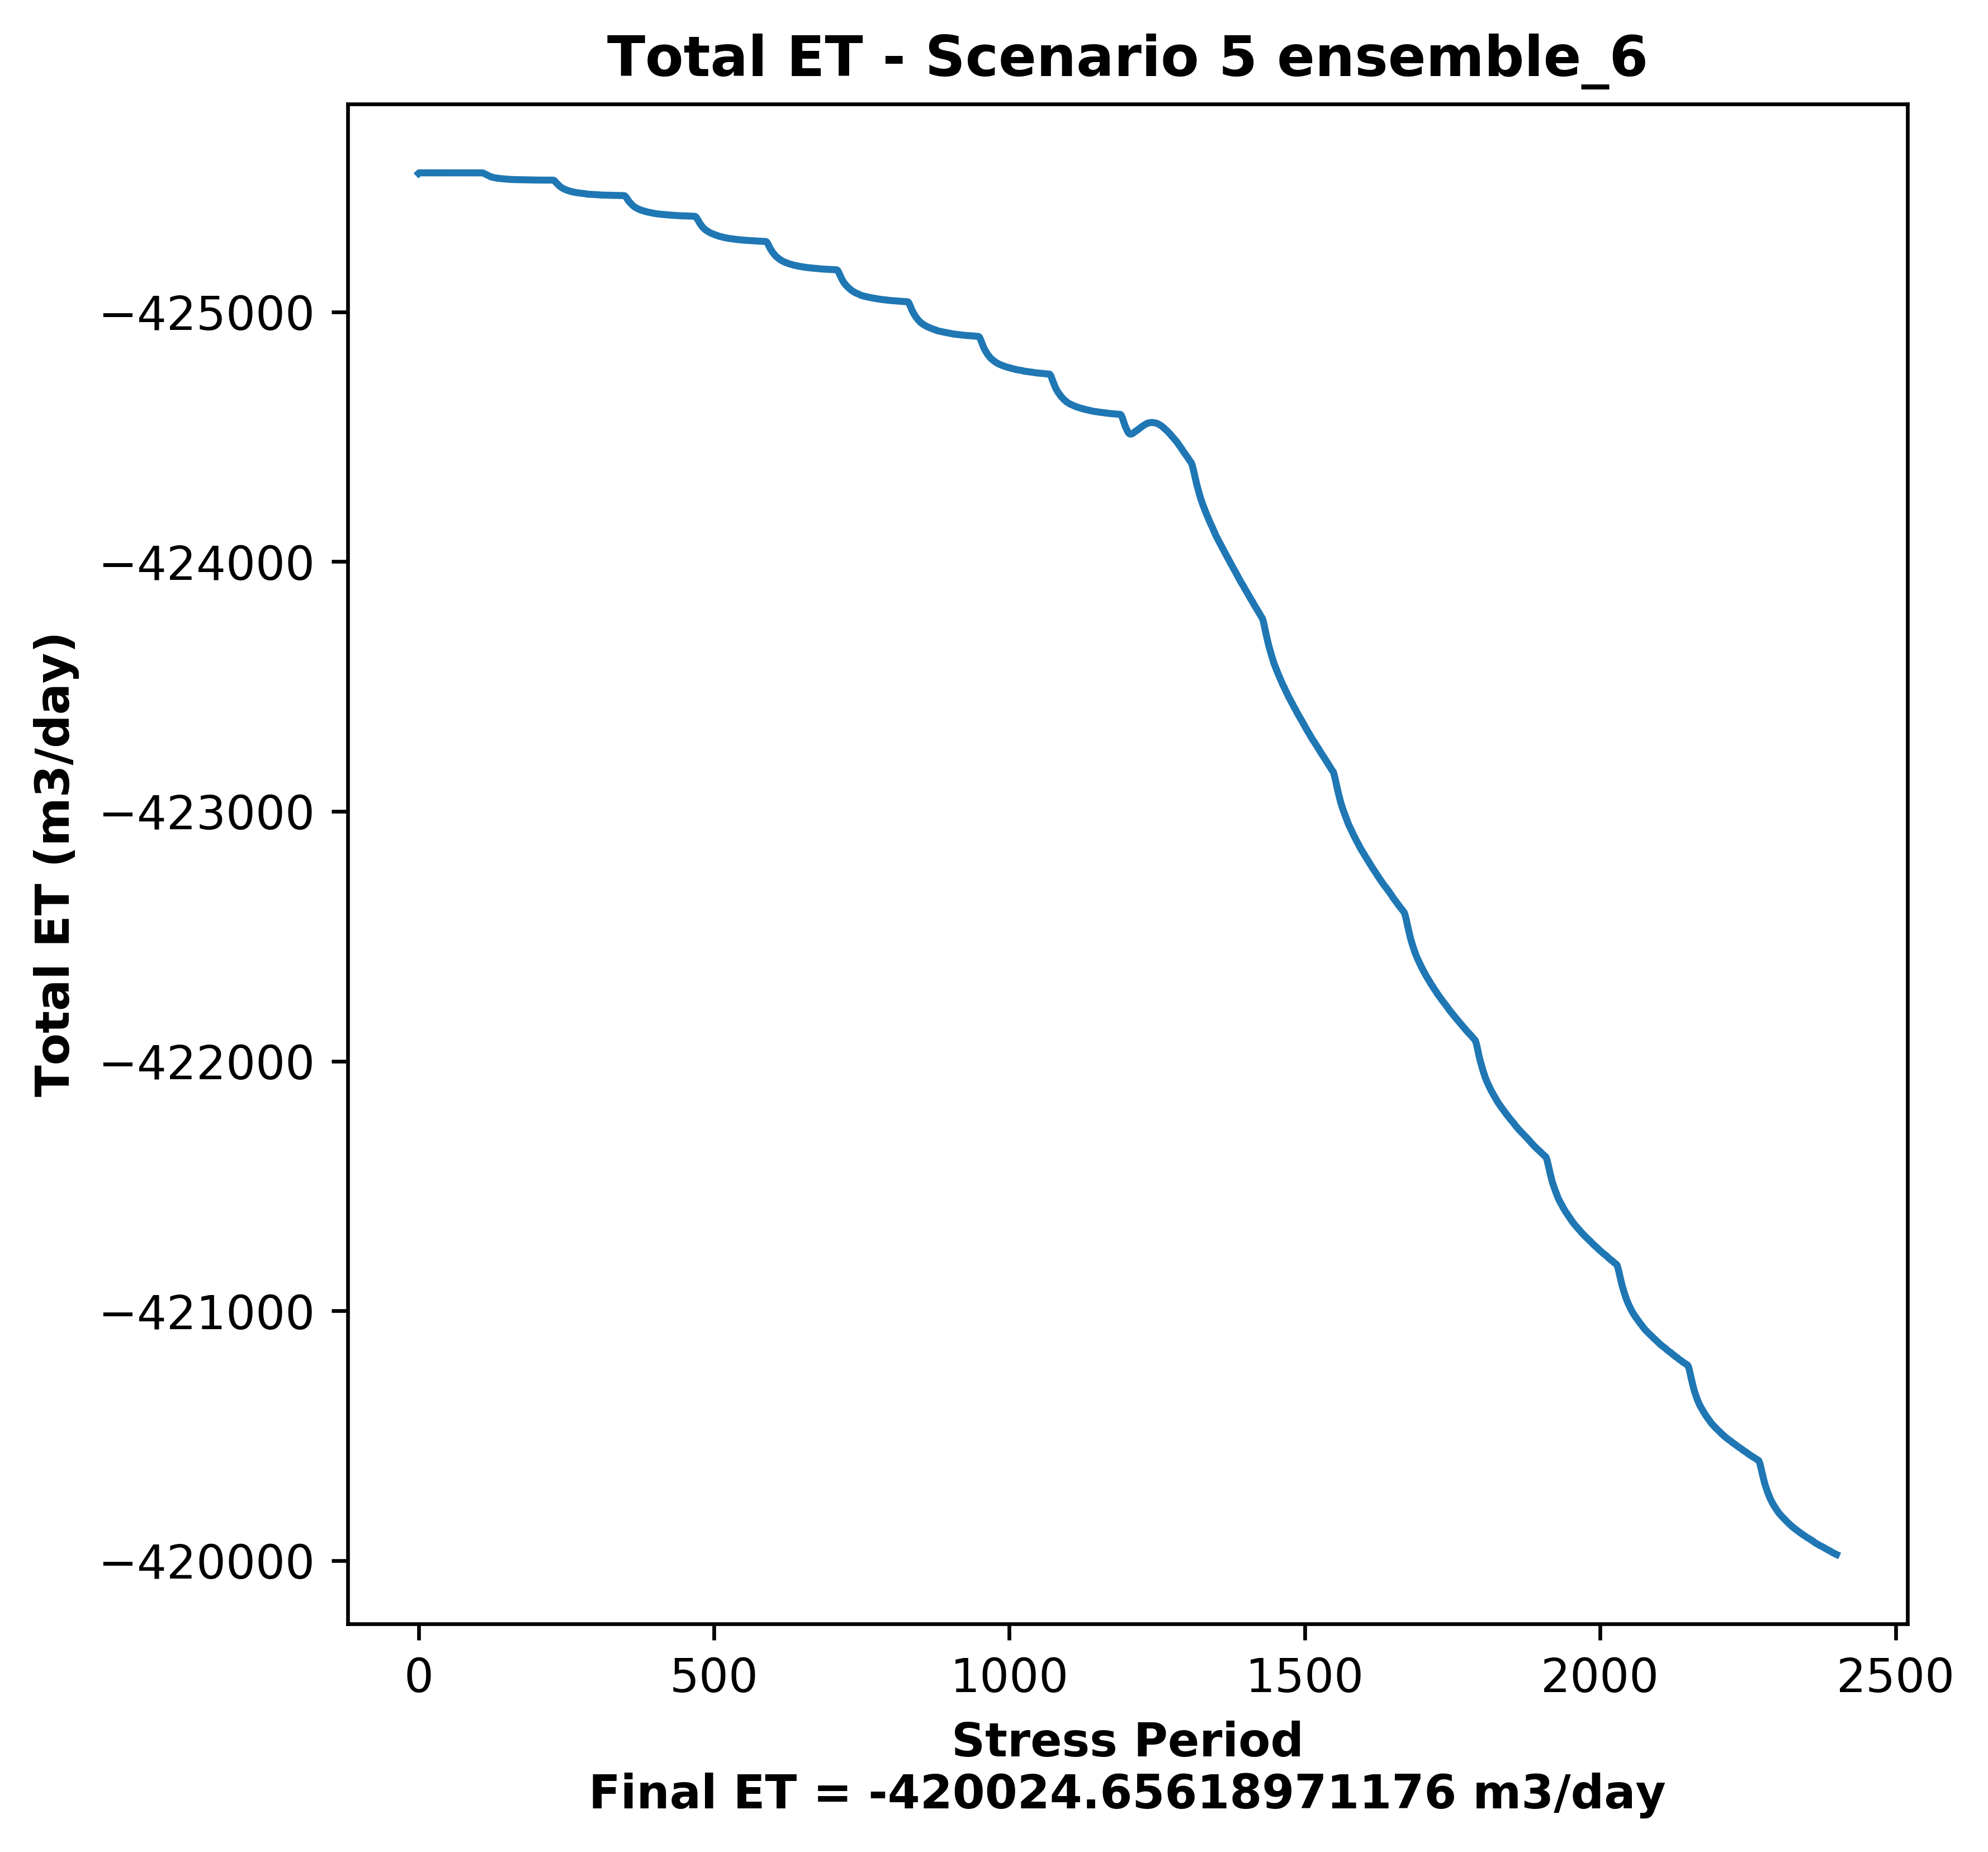 Total ET - Scenario 5 ensemble_6
Total ET (m3/day)
−425000
−424000
−423000
−422000
−421000
−420000
0 500 1000 1500 2000 2500
Stress Period
Final ET = -420024.65618971176 m3/day